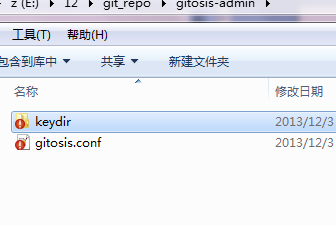 z (E:) ▸ 12 ▸ git_repo ▸ gitosis-admin ▸
工具(T) 帮助(H)
包含到库中 共享 新建文件夹
名称 修改日期
keydir 2013/12/3
gitosis.conf 2013/12/3